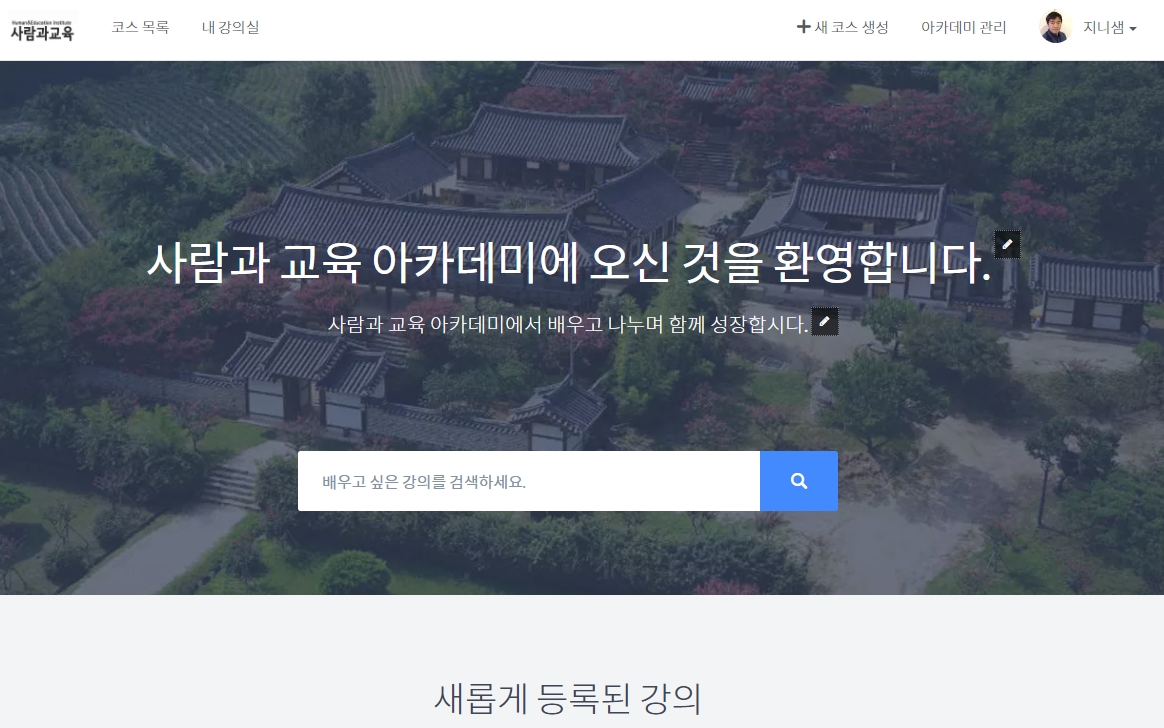 Human&Education Institute
사람과교육
코스 목록
내 강의실
새 코스 생성
아카데미 관리
지니샘
사람과 교육 아카데미에 오신 것을 환영합니다.
사람과 교육 아카데미에서 배우고 나누며 함께 성장합시다.
배우고 싶은 강의를 검색하세요.
새롭게 등록된 강의